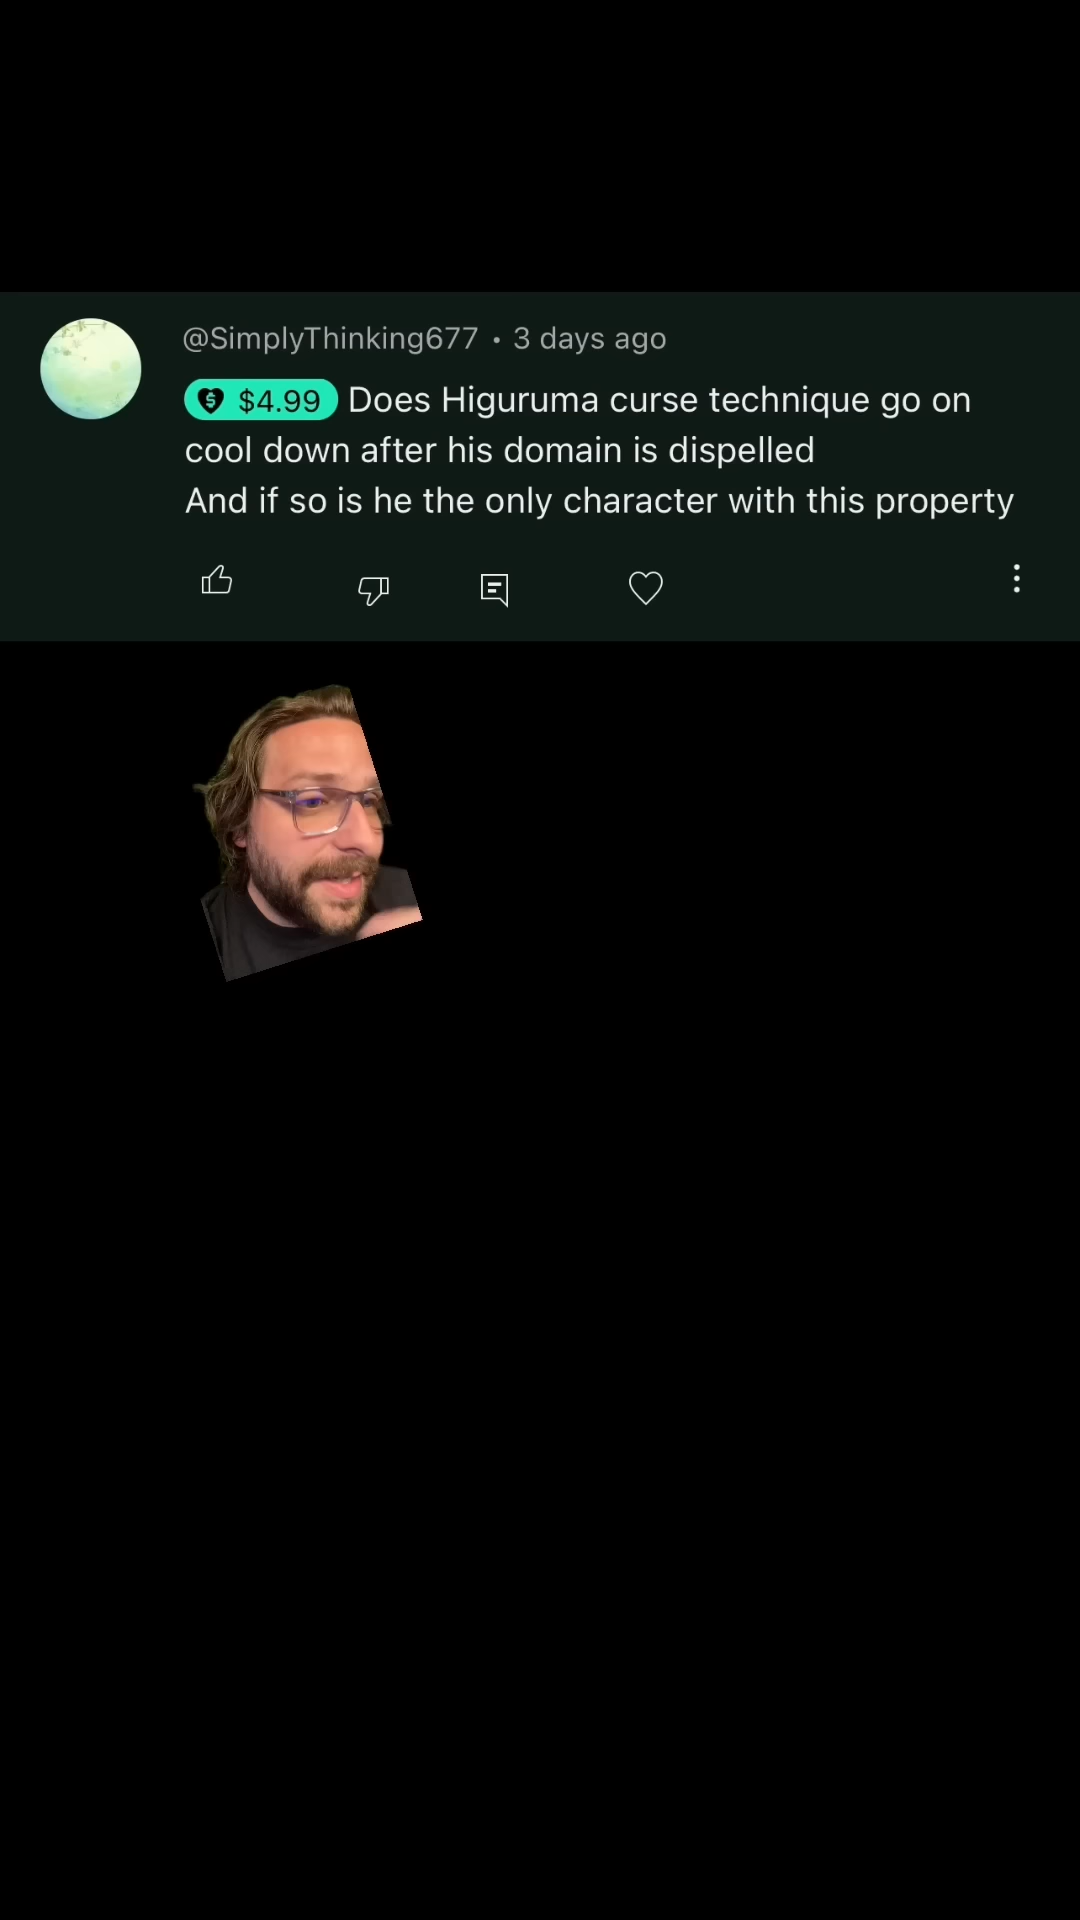 @SimplyThinking677 • 3 days ago
$4.99 Does Higuruma curse technique go on
cool down after his domain is dispelled
And if so is he the only character with this property